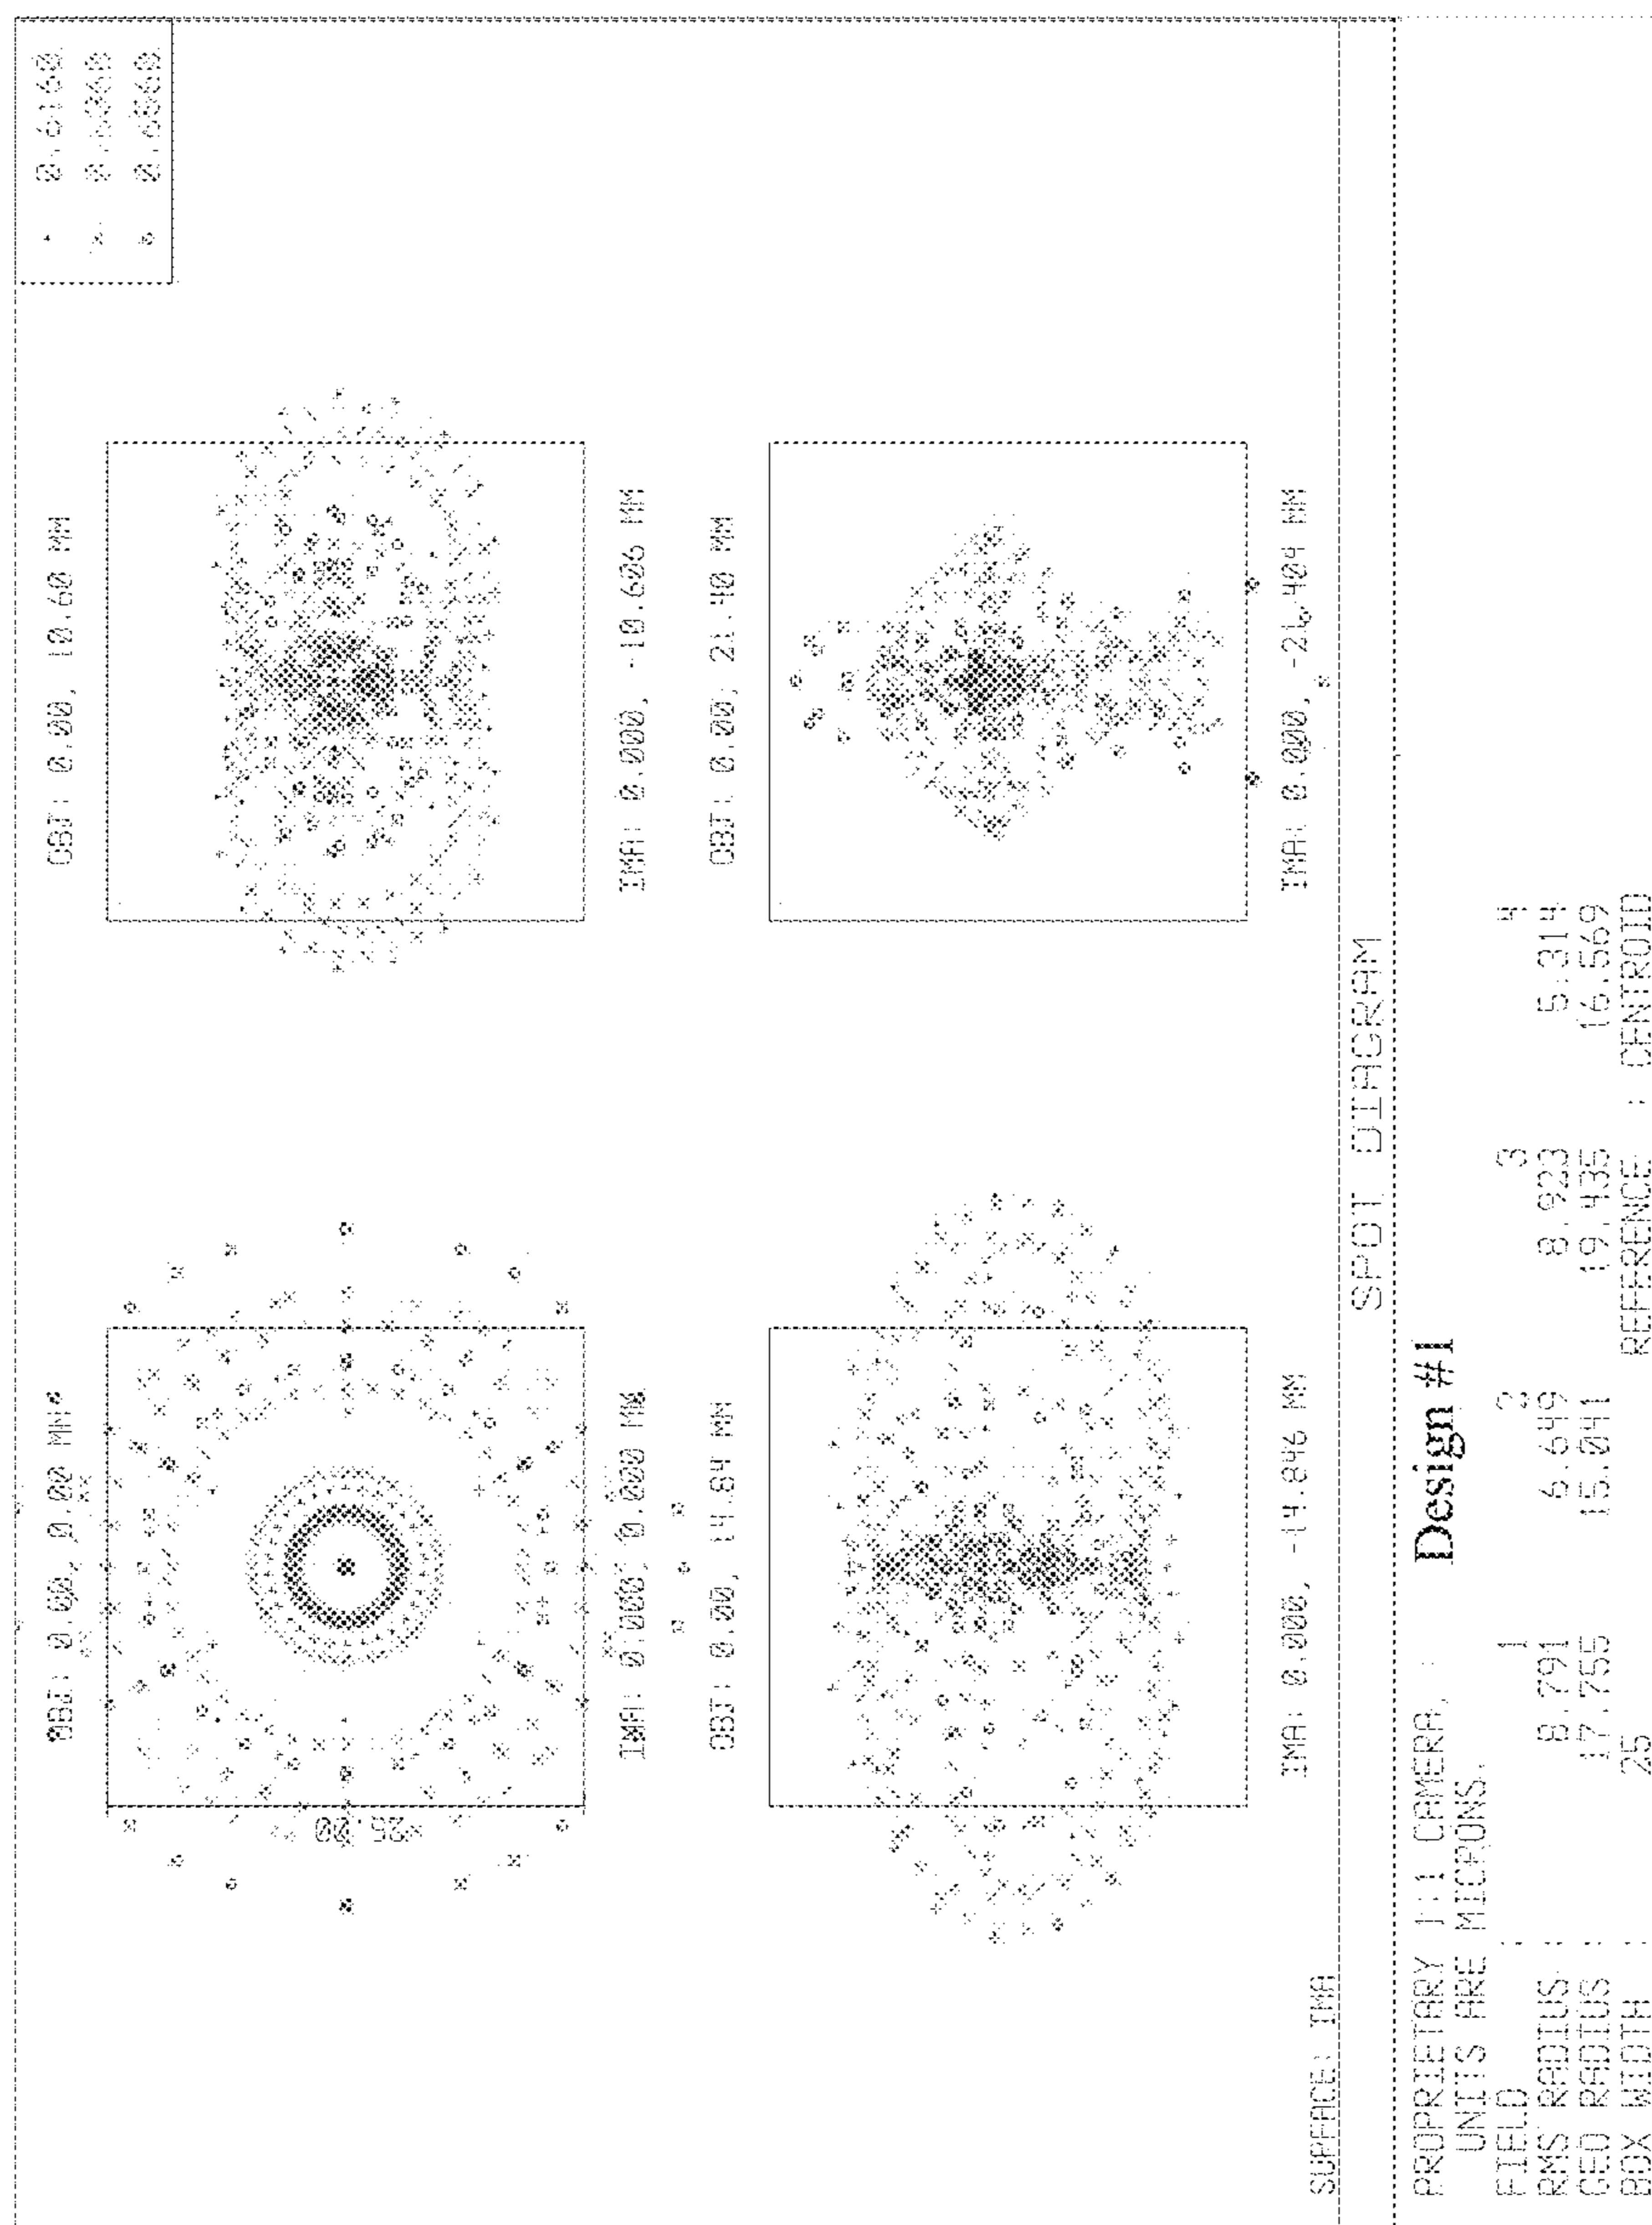 + 0.6160
× 0.6360
0.6560
OBJ: 0.00, 0.00 MM
OBJ: 0.00, 10.60 MM
25.00
IMA: 0.000, 0.000 MM
IMA: 0.000, -10.606 MM
OBJ: 0.00, 14.84 MM
OBJ: 0.00, 21.40 MM
IMA: 0.000, -14.846 MM
IMA: 0.000, -21.404 MM
SURFACE: IMA
SPOT DIAGRAM
PROPRIETARY 1:1 CAMERA. Design #1
UNITS ARE MICRONS.
FIELD : 1 2 3 4
RMS RADIUS : 8.791 6.649 8.923 5.314
GEO RADIUS : 17.755 15.041 19.435 16.569
BOX WIDTH : 25 REFERENCE : CENTROID